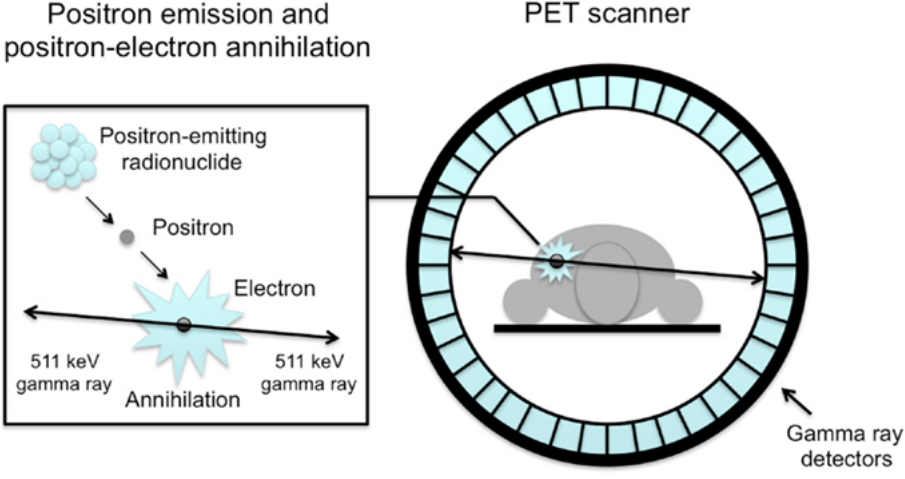 Positron emission and
positron-electron annihilation
PET scanner
Positron-emitting
radionuclide
Positron
Electron
511 keV
gamma ray
511 keV
gamma ray
Annihilation
Gamma ray
detectors